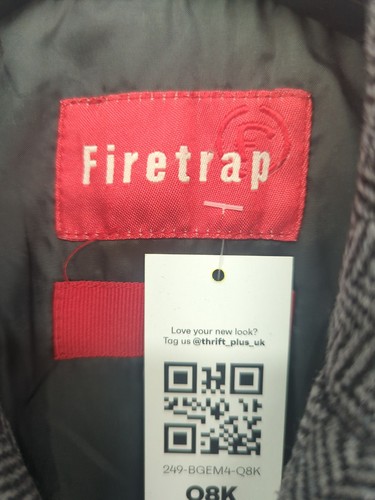 Firetrap
Love your new look?
Tag us @thrift_plus_uk
249-BGEM4-Q8K
Q8K